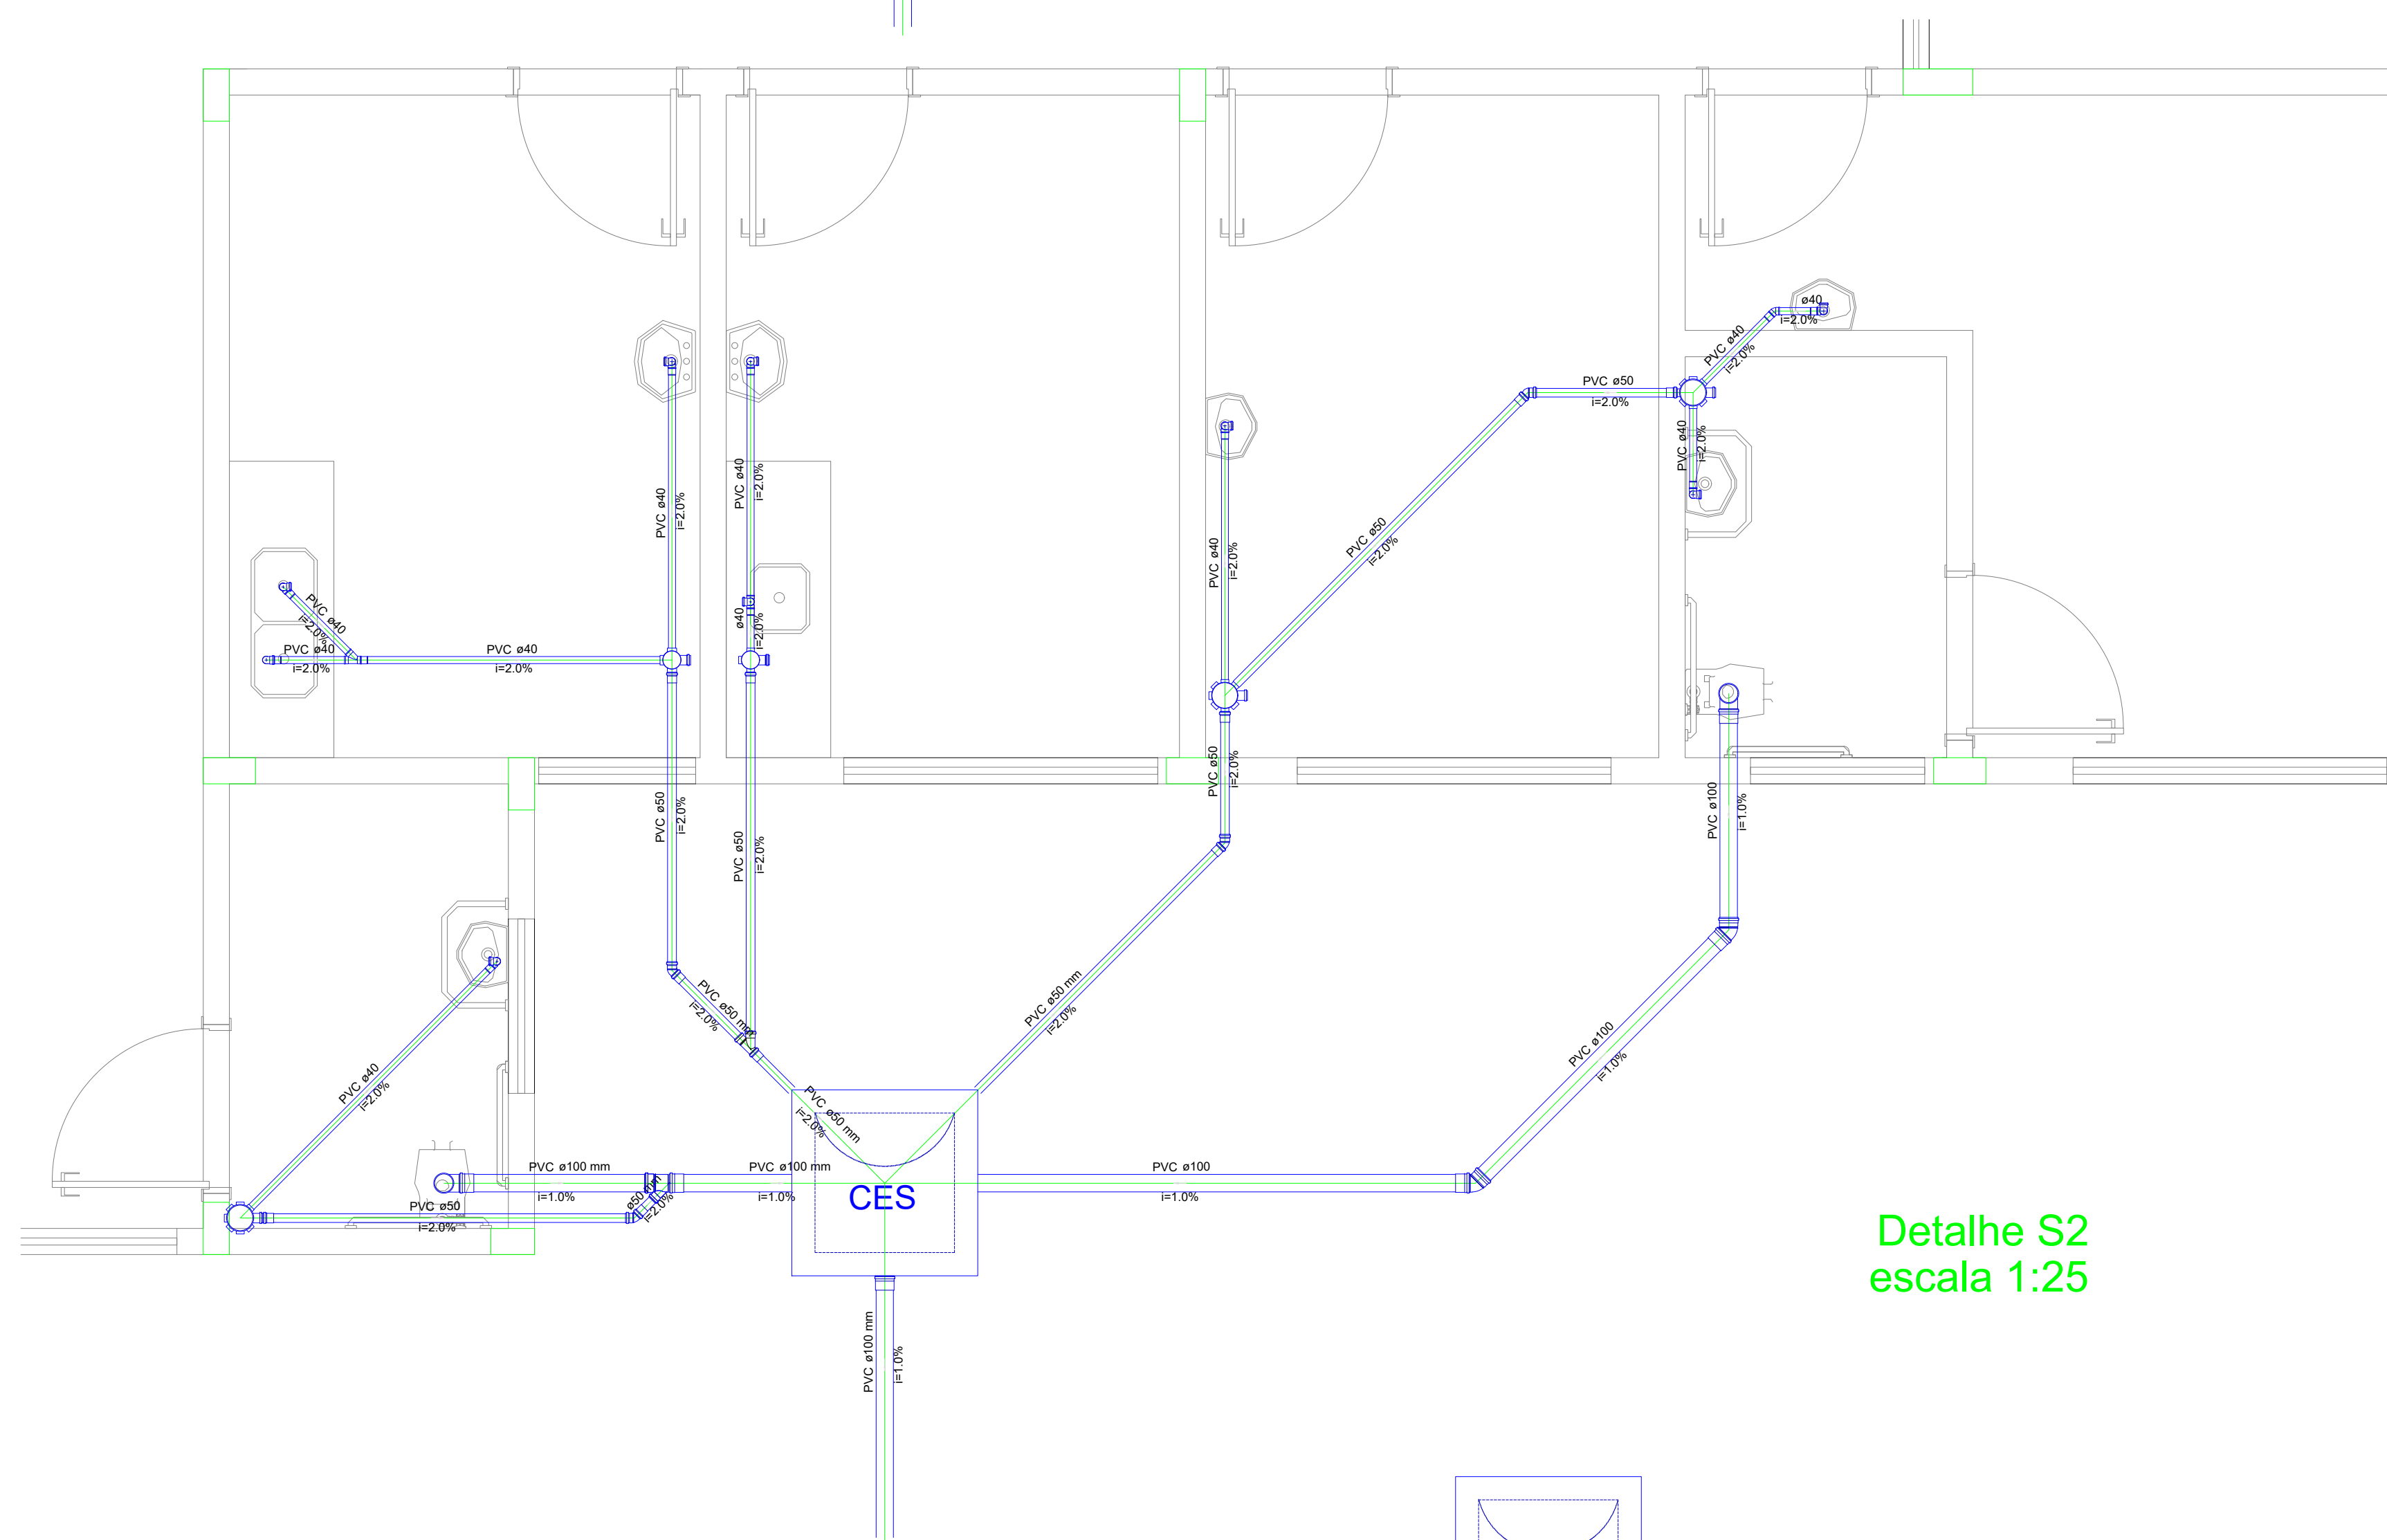 ø40
i=2.0%
PVC ø40
i=2.0%
PVC ø50
i=2.0%
PVC ø40
i=2.0%
PVC ø40
i=2.0%
PVC ø40
i=2.0%
PVC ø50
i=2.0%
PVC ø40
i=2.0%
PVC ø40
i=2.0%
ø40
i=2.0%
PVC ø40
i=2.0%
PVC ø40
i=2.0%
PVC ø50
i=2.0%
PVC ø50
i=2.0%
PVC ø50
i=2.0%
PVC ø100
i=1.0%
PVC ø50 mm
i=2.0%
PVC ø50 mm
i=2.0%
PVC ø100
i=1.0%
PVC ø40
i=2.0%
PVC ø50 mm
i=2.0%
PVC ø100 mm
i=1.0%
PVC ø100 mm
i=1.0%
PVC ø100
i=1.0%
ø50 mm
i=2.0%
PVC ø50
i=2.0%
CES
Detalhe S2
escala 1:25
PVC ø100 mm
i=1.0%